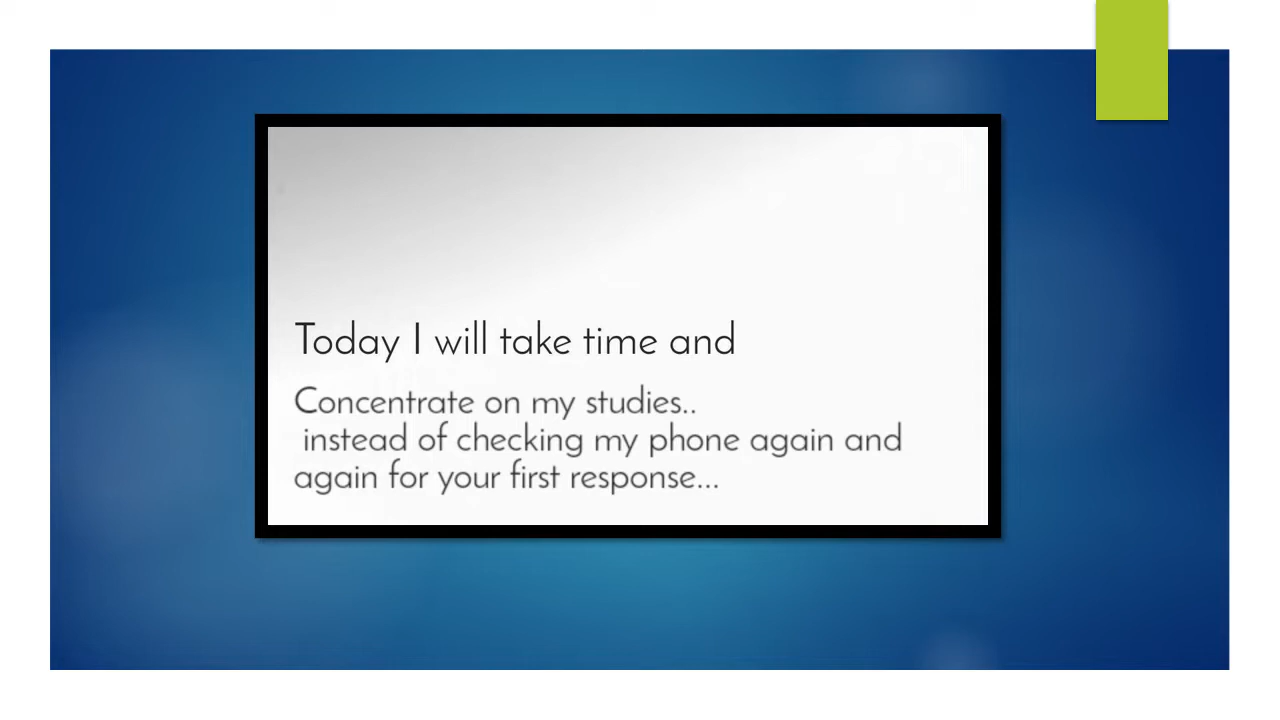 Today I will take time and
Concentrate on my studies..
instead of checking my phone again and
again for your first response...